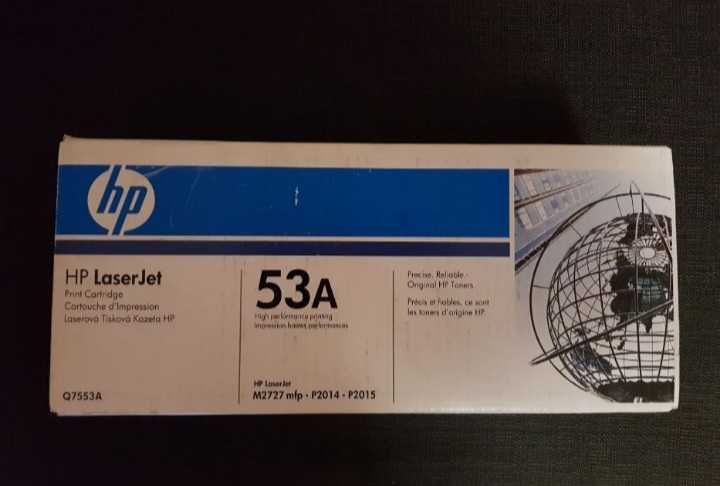 hp
HP LaserJet
Print Cartridge
Cartouche d'Impression
Laserová Tisková Kazeta HP
Q7553A
53A
High performance printing
Impression hautes performances
HP LaserJet
M2727 mfp • P2014 • P2015
Precise. Reliable.
Original HP Toners.
Précis et fiables, ce sont
les toners d'origine HP.